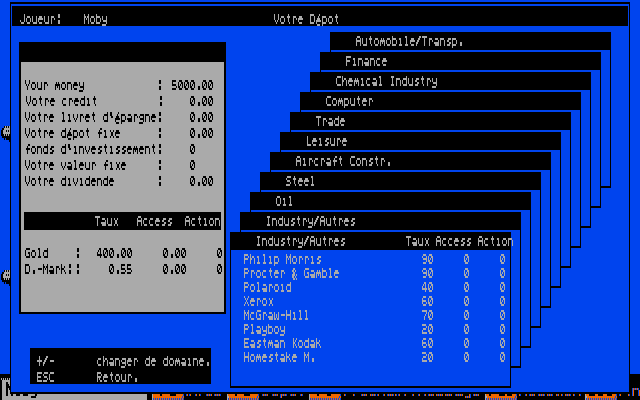 Joueur: Moby Votre Dépot
Your money : 5000.00
Votre credit : 0.00
Votre livret d'épargne: 0.00
Votre dépot fixe : 0.00
fonds d'investissement: 0
Votre valeur fixe : 0
Votre dividende : 0.00
Taux Access Action
Gold : 400.00 0.00 0
D.-Mark: 0.55 0.00 0
Automobile/Transp.
Finance
Chemical Industry
Computer
Trade
Leisure
Aircraft Constr.
Steel
Oil
Industry/Autres
Industry/Autres Taux Access Action
Philip Morris 90 0 0
Procter & Gamble 90 0 0
Polaroid 40 0 0
Xerox 60 0 0
McGraw-Hill 70 0 0
Playboy 20 0 0
Eastman Kodak 60 0 0
Homestake M. 20 0 0
+/- changer de domaine.
ESC Retour.